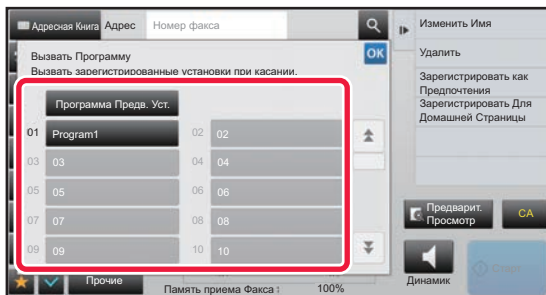 Адресная Книга Адрес Номер факса
Изменить Имя
Вызвать Программу
OK
Удалить
Вызвать зарегистрированные установки при касании.
Зарегистрировать как
Предпочтения
Программа Предв. Уст.
Зарегистрировать Для
Домашней Страницы
01 Program1 02 02
03 03 04 04
05 05 06 06
07 07 08 08
Предварит.
Просмотр
CA
09 09 10 10
Прочие
Память приема Факса : 100%
Динамик
Старт